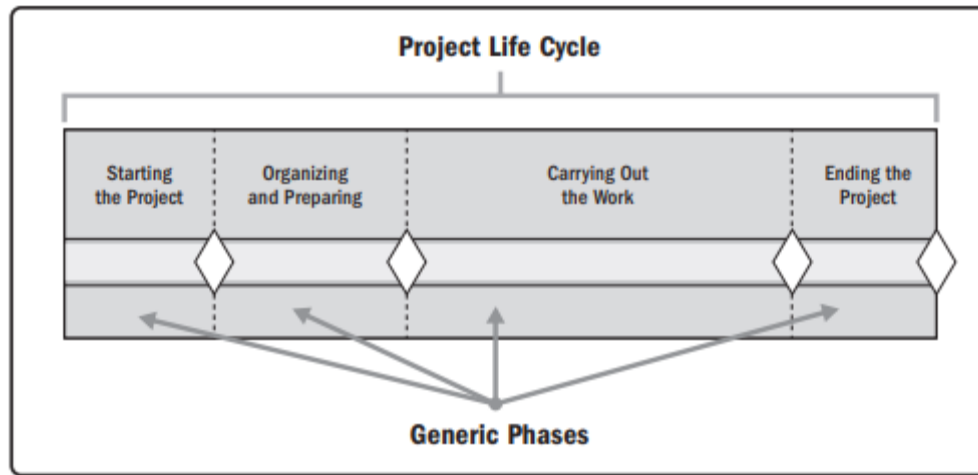 Project Life Cycle
Starting
the Project
Organizing
and Preparing
Carrying Out
the Work
Ending the
Project
Generic Phases